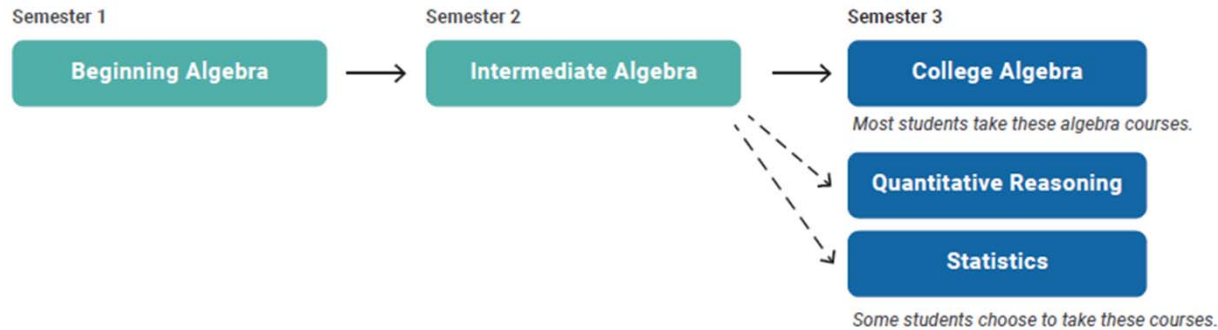 Semester 1
Semester 2
Semester 3
Beginning Algebra
Intermediate Algebra
College Algebra
Most students take these algebra courses.
Quantitative Reasoning
Statistics
Some students choose to take these courses.